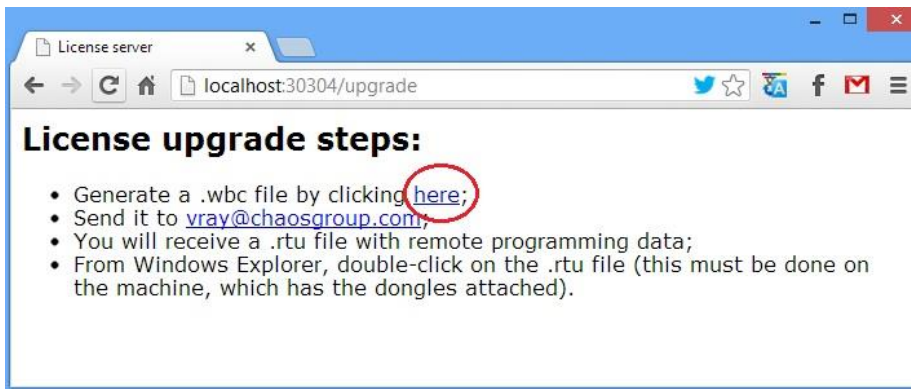 License server
localhost:30304/upgrade
License upgrade steps:
• Generate a .wbc file by clicking here;
• Send it to vray@chaosgroup.com;
• You will receive a .rtu file with remote programming data;
• From Windows Explorer, double-click on the .rtu file (this must be done on
the machine, which has the dongles attached).